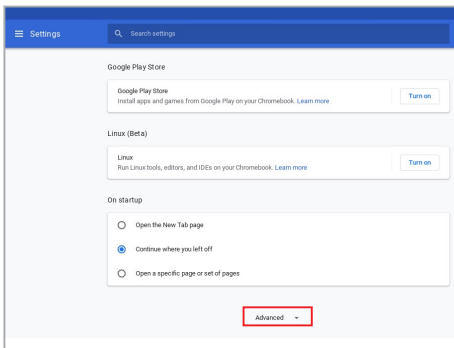 Settings
Search settings
Google Play Store
Google Play Store
Install apps and games from Google Play on your Chromebook. Learn more
Turn on
Linux (Beta)
Linux
Run Linux tools, editors, and IDEs on your Chromebook. Learn more
Turn on
On startup
Open the New Tab page
Continue where you left off
Open a specific page or set of pages
Advanced